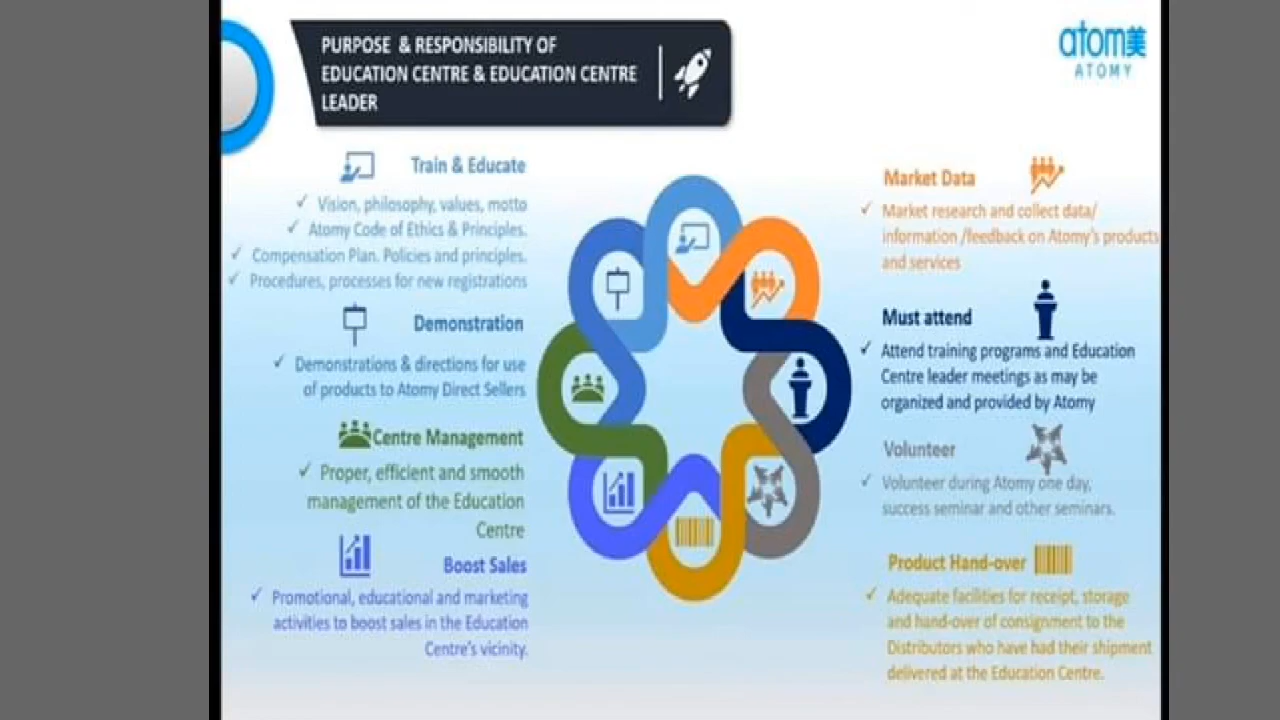 PURPOSE & RESPONSIBILITY OF
EDUCATION CENTRE & EDUCATION CENTRE
LEADER
atom美
ATOMY
Train & Educate
✓ Vision, philosophy, values, motto
✓ Atomy Code of Ethics & Principles.
✓ Compensation Plan. Policies and principles.
✓ Procedures, processes for new registrations
Demonstration
✓ Demonstrations & directions for use
of products to Atomy Direct Sellers
Centre Management
✓ Proper, efficient and smooth
management of the Education
Centre
Boost Sales
✓ Promotional, educational and marketing
activities to boost sales in the Education
Centre's vicinity.
Market Data
✓ Market research and collect data/
information /feedback on Atomy's products
and services
Must attend
✓ Attend training programs and Education
Centre leader meetings as may be
organized and provided by Atomy
Volunteer
✓ Volunteer during Atomy one day,
success seminar and other seminars.
Product Hand-over
✓ Adequate facilities for receipt, storage
and hand-over of consignment to the
Distributors who have had their shipment
delivered at the Education Centre.